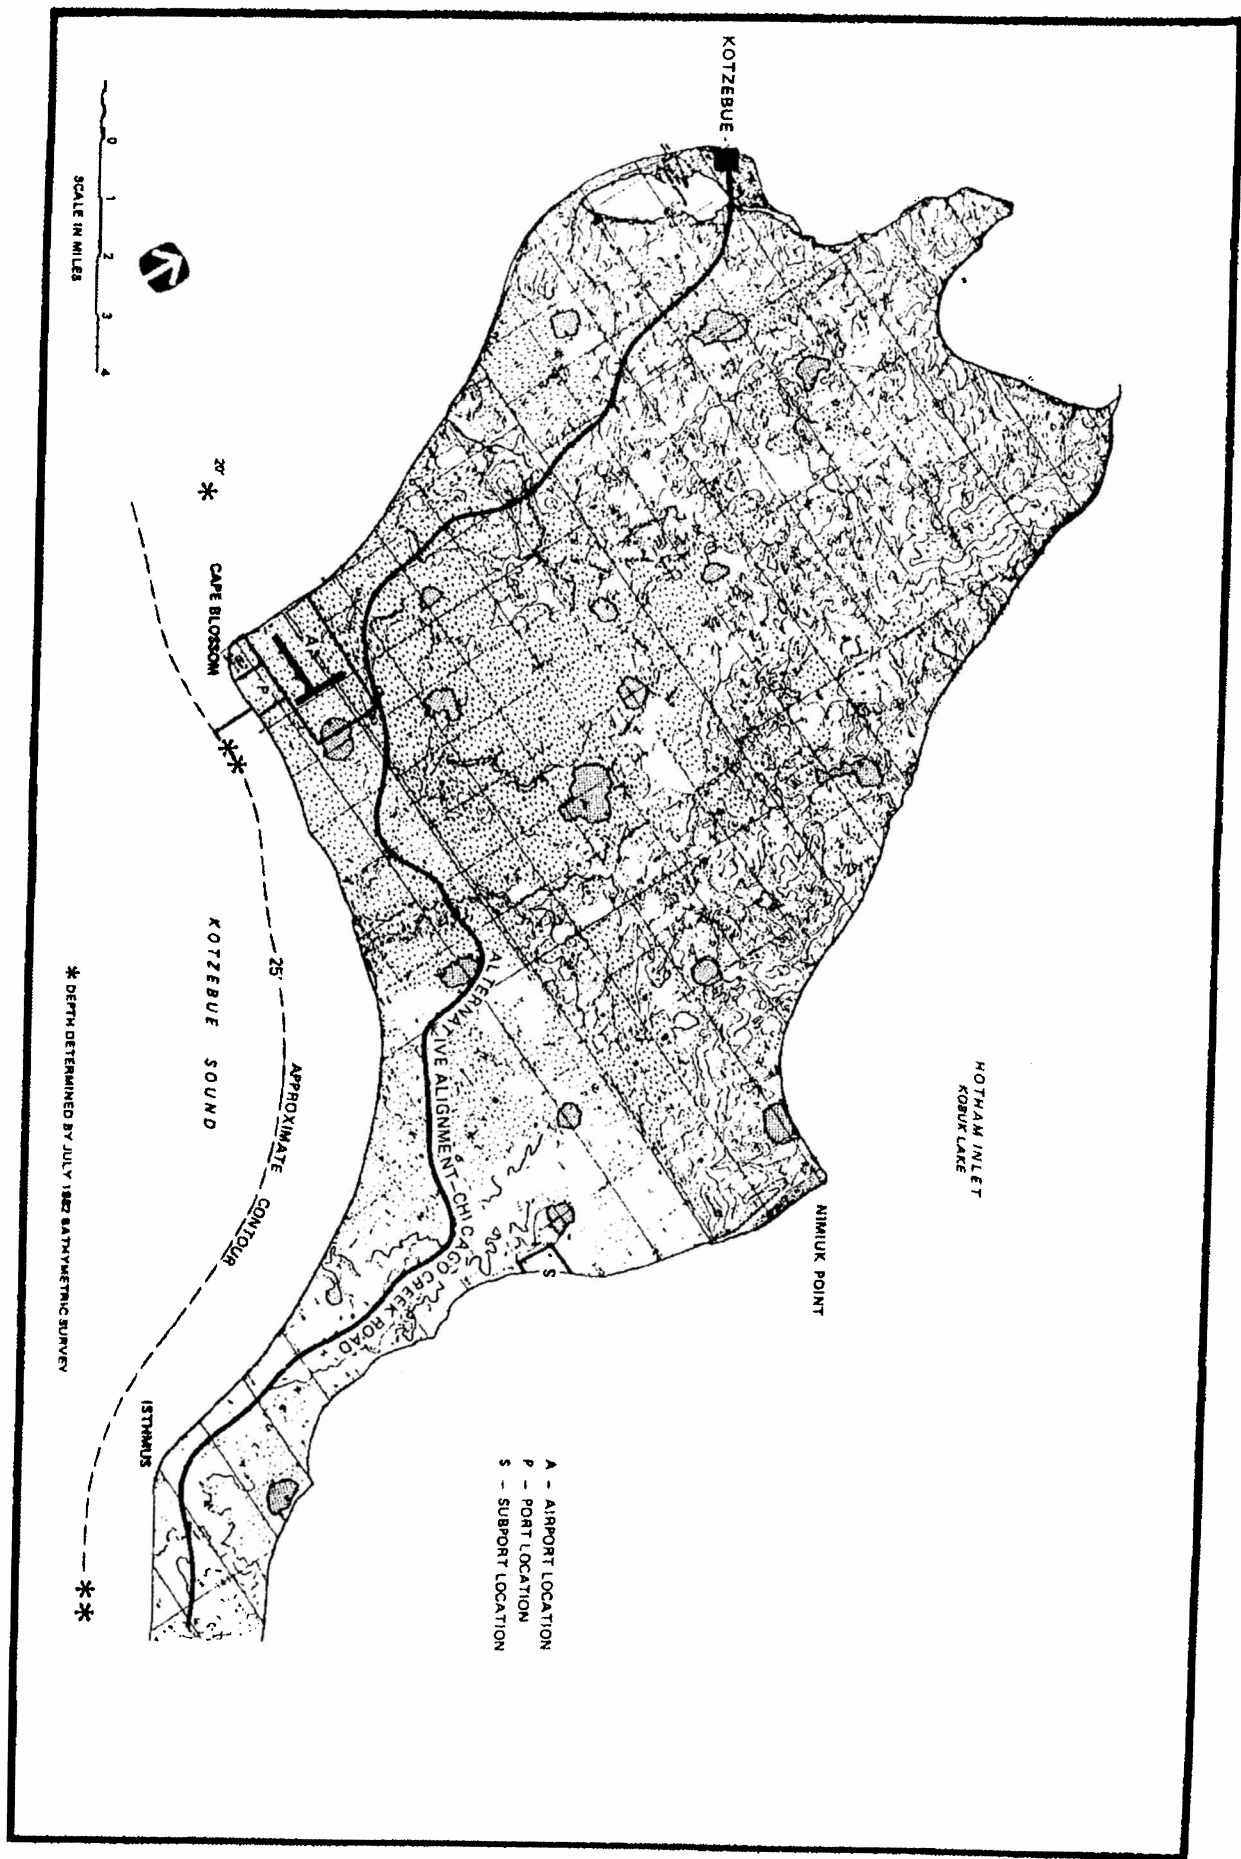 KOTZEBUE
HOTHAM INLET
KOBUK LAKE
NIMIUK POINT
A – AIRPORT LOCATION
P – PORT LOCATION
S – SUBPORT LOCATION
ALTERNATIVE ALIGNMENT–CHICAGO CREEK ROAD
S
A
P
CAPE BLOSSOM
20'
*
**
25'
APPROXIMATE CONTOUR
KOTZEBUE SOUND
ISTHMUS
**
0 1 2 3 4
SCALE IN MILES
* DEPTH DETERMINED BY JULY 1982 BATHYMETRIC SURVEY